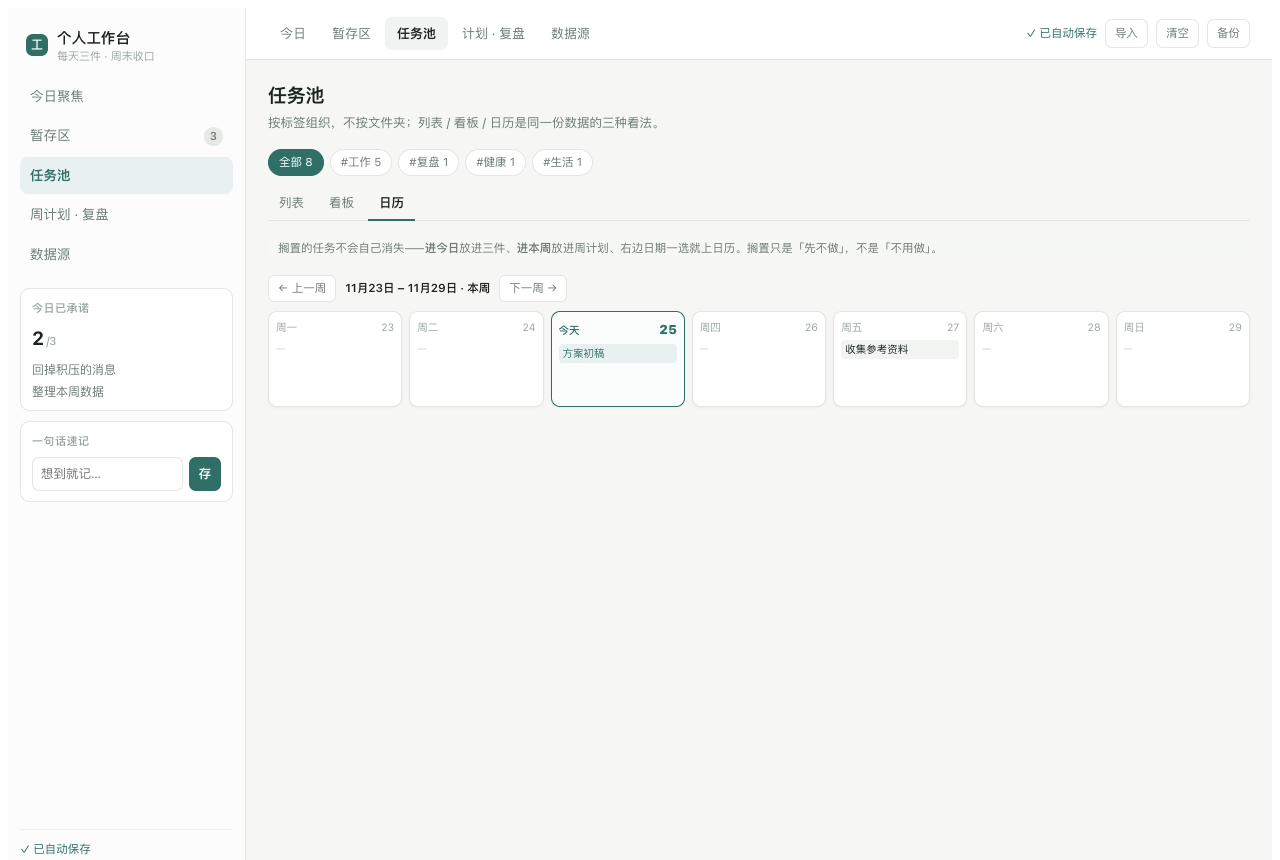 工 个人工作台
每天三件 · 周末收口
今日聚焦
暂存区 3
任务池
周计划 · 复盘
数据源
今日已承诺
2 /3
回掉积压的消息
整理本周数据
一句话速记
想到就记… 存
✓ 已自动保存
今日 暂存区 任务池 计划 · 复盘 数据源 ✓ 已自动保存 导入 清空 备份
任务池
按标签组织，不按文件夹；列表 / 看板 / 日历是同一份数据的三种看法。
全部 8 #工作 5 #复盘 1 #健康 1 #生活 1
列表 看板 日历
搁置的任务不会自己消失——进今日放进三件、进本周放进周计划、右边日期一选就上日历。搁置只是「先不做」，不是「不用做」。
← 上一周 11月23日 – 11月29日 · 本周 下一周 →
周一 23 周二 24 今天 25 周四 26 周五 27 周六 28 周日 29
— — 方案初稿 — 收集参考资料 — —